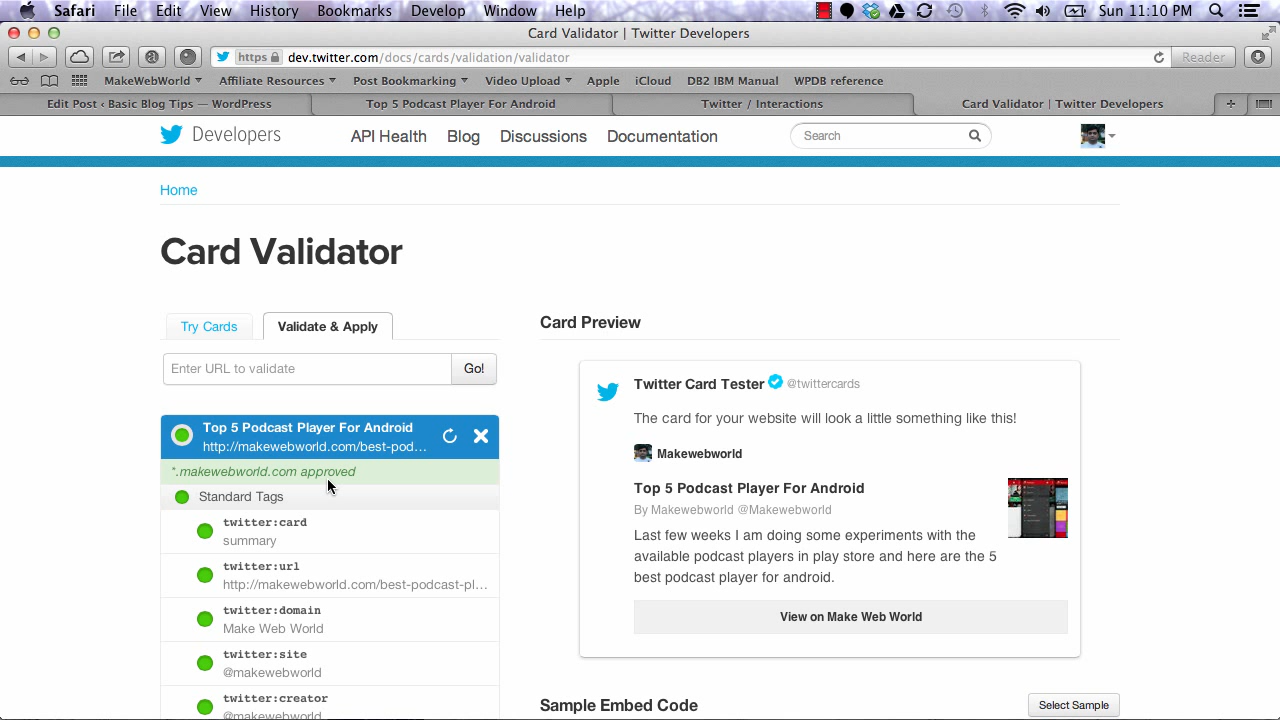 Safari File Edit View History Bookmarks Develop Window Help Sun 11:10 PM
Card Validator | Twitter Developers
https dev.twitter.com/docs/cards/validation/validator Reader
MakeWebWorld Affiliate Resources Post Bookmarking Video Upload Apple iCloud DB2 IBM Manual WPDB reference
Edit Post ‹ Basic Blog Tips — WordPress Top 5 Podcast Player For Android Twitter / Interactions Card Validator | Twitter Developers
Developers API Health Blog Discussions Documentation Search
Home
Card Validator
Try Cards Validate & Apply
Enter URL to validate Go!
Top 5 Podcast Player For Android
http://makewebworld.com/best-pod...
*.makewebworld.com approved
Standard Tags
twitter:card
summary
twitter:url
http://makewebworld.com/best-podcast-pl...
twitter:domain
Make Web World
twitter:site
@makewebworld
twitter:creator
@makewebworld
Card Preview
Twitter Card Tester @twittercards
The card for your website will look a little something like this!
Makewebworld
Top 5 Podcast Player For Android
By Makewebworld @Makewebworld
Last few weeks I am doing some experiments with the
available podcast players in play store and here are the 5
best podcast player for android.
View on Make Web World
Sample Embed Code Select Sample